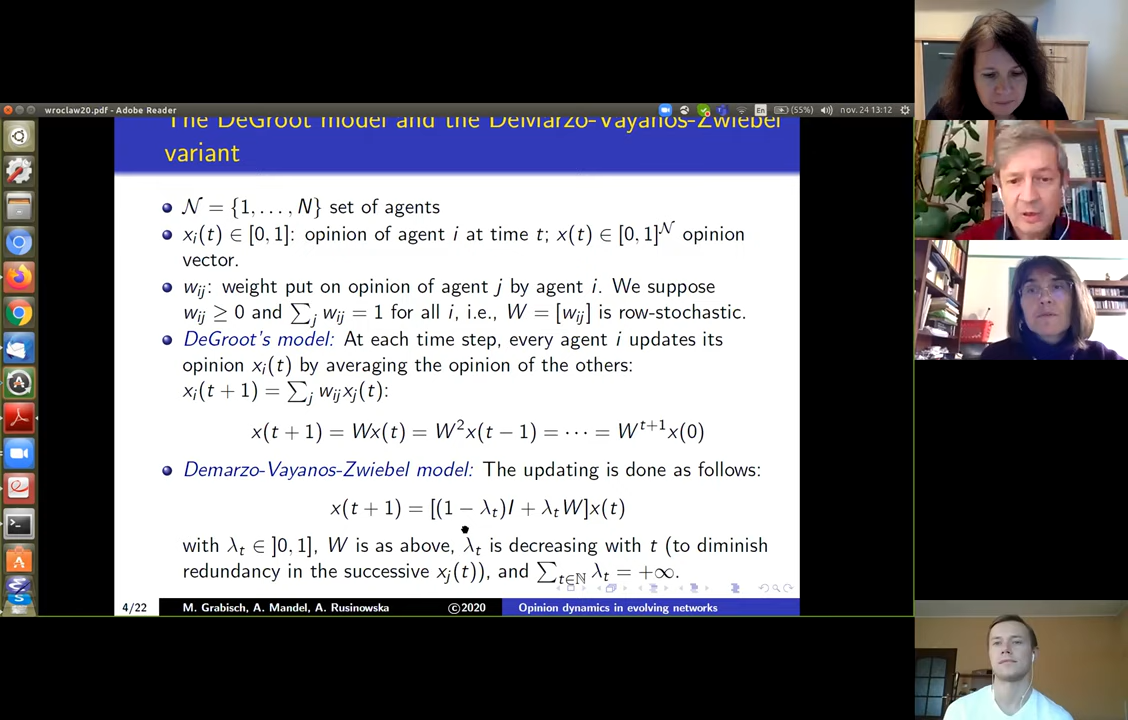 wroclaw20.pdf - Adobe Reader
En (55%) nov. 24 13:12
The DeGroot model and the DeMarzo-Vayanos-Zwiebel
variant
N = {1, . . . , N} set of agents
xᵢ(t) ∈ [0, 1]: opinion of agent i at time t; x(t) ∈ [0, 1]^N opinion
vector.
wᵢⱼ: weight put on opinion of agent j by agent i. We suppose
wᵢⱼ ≥ 0 and ∑ⱼ wᵢⱼ = 1 for all i, i.e., W = [wᵢⱼ] is row-stochastic.
DeGroot's model: At each time step, every agent i updates its
opinion xᵢ(t) by averaging the opinion of the others:
xᵢ(t + 1) = ∑ⱼ wᵢⱼxⱼ(t):
x(t + 1) = Wx(t) = W²x(t − 1) = · · · = Wᵗ⁺¹x(0)
Demarzo-Vayanos-Zwiebel model: The updating is done as follows:
x(t + 1) = [(1 − λₜ)I + λₜW]x(t)
with λₜ ∈ ]0, 1], W is as above, λₜ is decreasing with t (to diminish
redundancy in the successive xⱼ(t)), and ∑_{t∈ℕ} λₜ = +∞.
4/22 M. Grabisch, A. Mandel, A. Rusinowska ©2020 Opinion dynamics in evolving networks